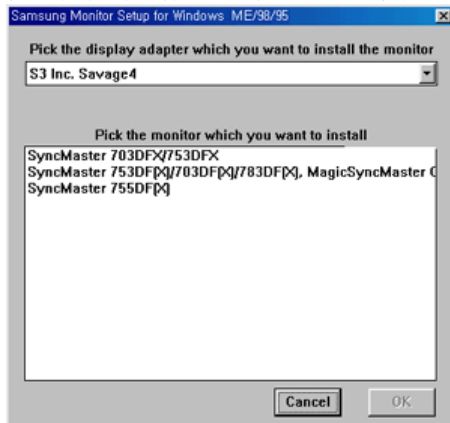 Samsung Monitor Setup for Windows ME/98/95
Pick the display adapter which you want to install the monitor
S3 Inc. Savage4
Pick the monitor which you want to install
SyncMaster 703DFX/753DFX
SyncMaster 753DF[X]/703DF[X]/783DF[X], MagicSyncMaster C
SyncMaster 755DF[X]
Cancel
OK